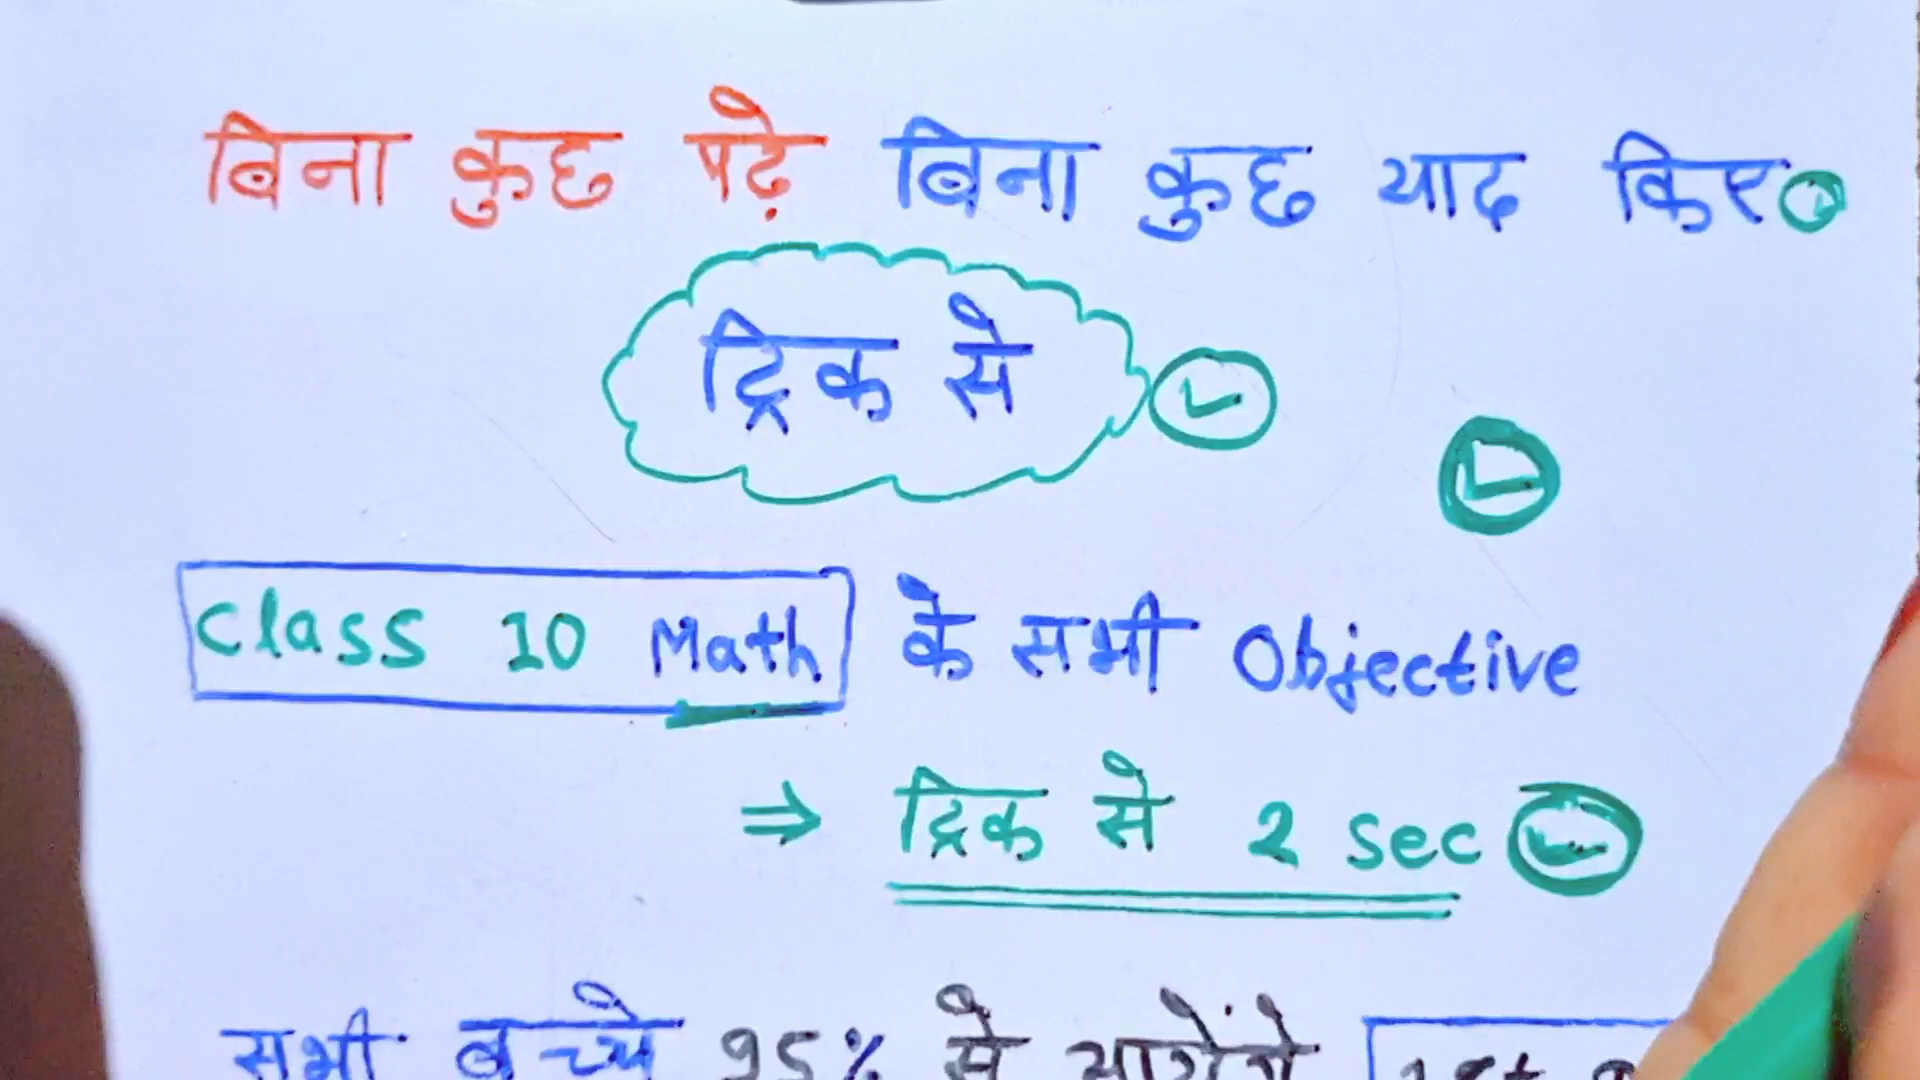 बिना कुछ पढ़े बिना कुछ याद किए
ट्रिक से
Class 10 Math के सभी Objective
⇒ ट्रिक से 2 sec
सभी बच्चे 95% से